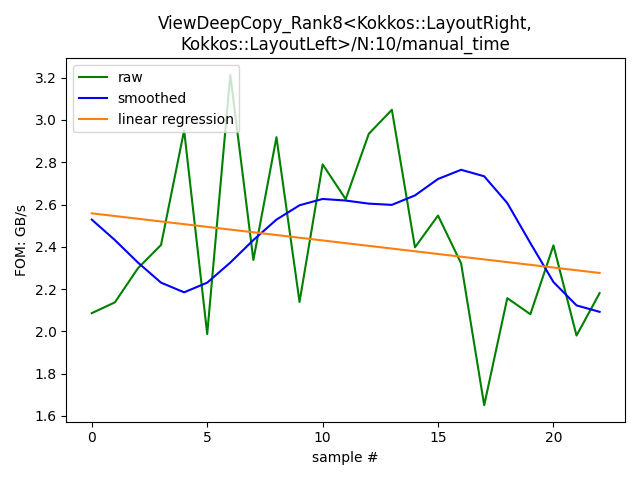 ViewDeepCopy_Rank8<Kokkos::LayoutRight,
Kokkos::LayoutLeft>/N:10/manual_time
raw
smoothed
linear regression
FOM: GB/s
3.2
3.0
2.8
2.6
2.4
2.2
2.0
1.8
1.6
0
5
10
15
20
sample #